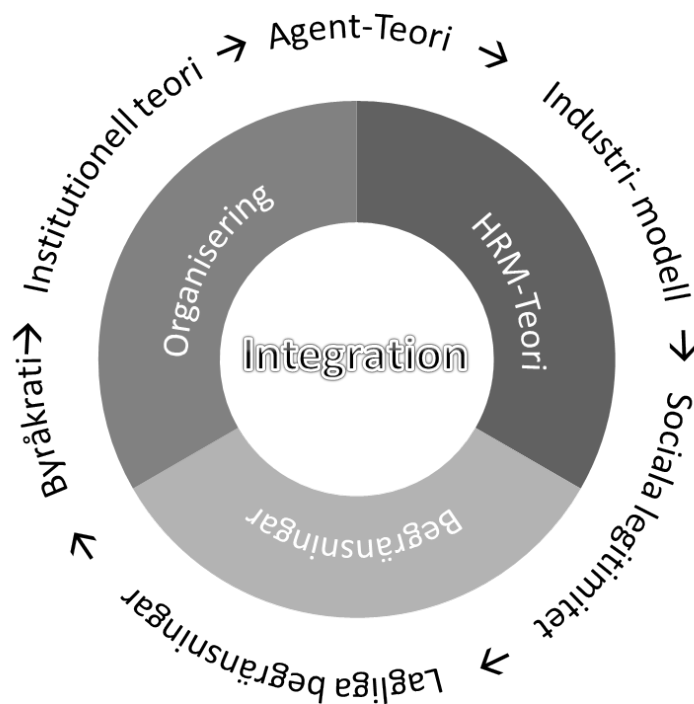 Agent-Teori →
Industri-modell →
Sociala legitimitet →
Lagliga begränsningar →
Byråkrati →
Institutionell teori →
Organisering
HRM-Teori
Begränsningar
Integration